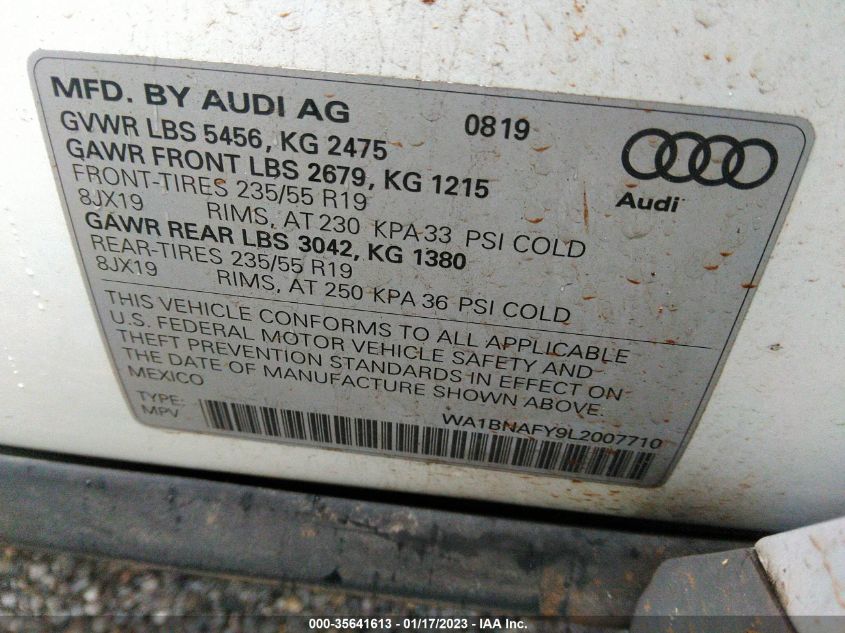 MFD. BY AUDI AG 0819
GVWR LBS 5456, KG 2475
GAWR FRONT LBS 2679, KG 1215
FRONT-TIRES 235/55 R19
8JX19 RIMS, AT 230 KPA 33 PSI COLD
GAWR REAR LBS 3042, KG 1380
REAR-TIRES 235/55 R19
8JX19 RIMS, AT 250 KPA 36 PSI COLD
Audi
THIS VEHICLE CONFORMS TO ALL APPLICABLE
U.S. FEDERAL MOTOR VEHICLE SAFETY AND
THEFT PREVENTION STANDARDS IN EFFECT ON
THE DATE OF MANUFACTURE SHOWN ABOVE.
MEXICO
TYPE: WA1BNAFY9L2007710
MPV
000-35641613 / 01/17/2023 - IAA Inc.